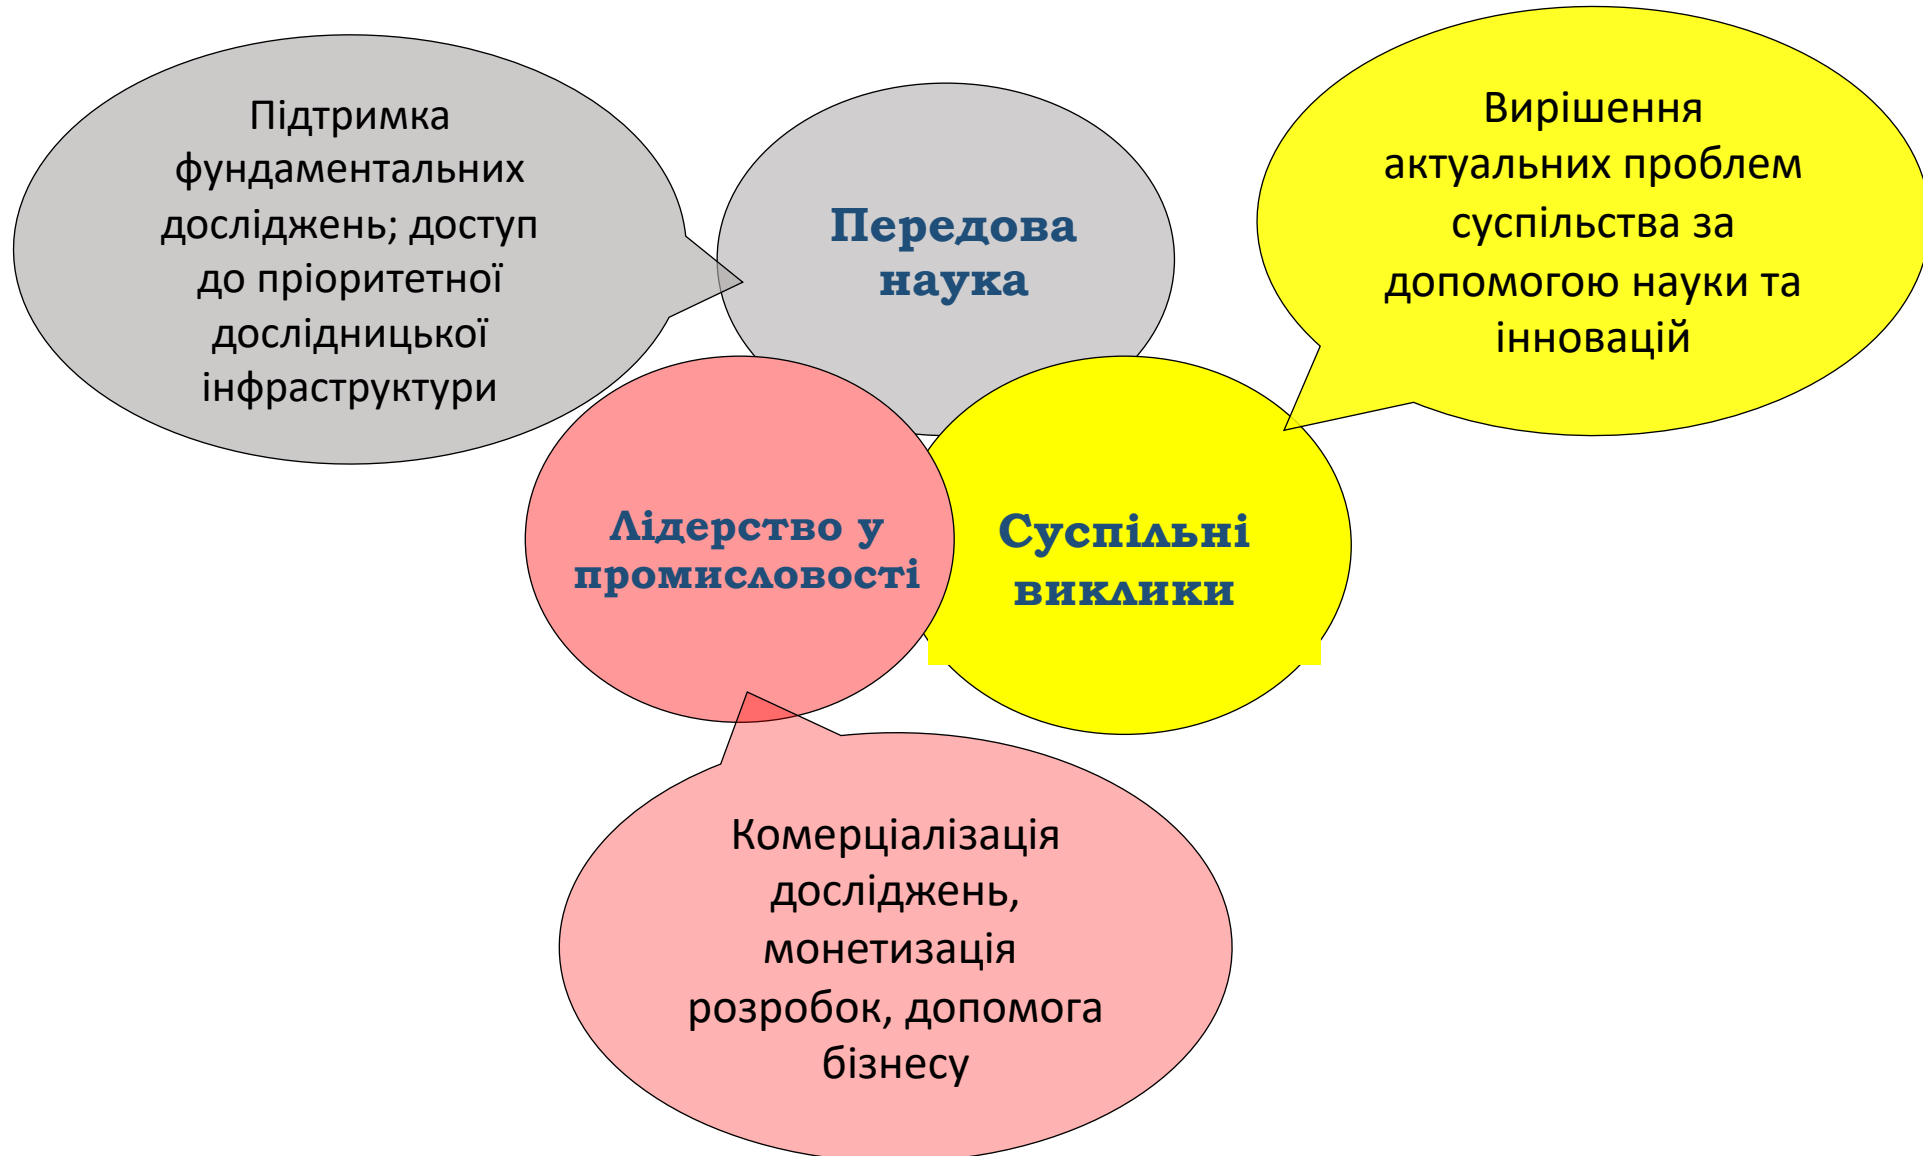 Підтримка
фундаментальних
досліджень; доступ
до пріоритетної
дослідницької
інфраструктури
Передова
наука
Вирішення
актуальних проблем
суспільства за
допомогою науки та
інновацій
Лідерство у
промисловості
Суспільні
виклики
Комерціалізація
досліджень,
монетизація
розробок, допомога
бізнесу